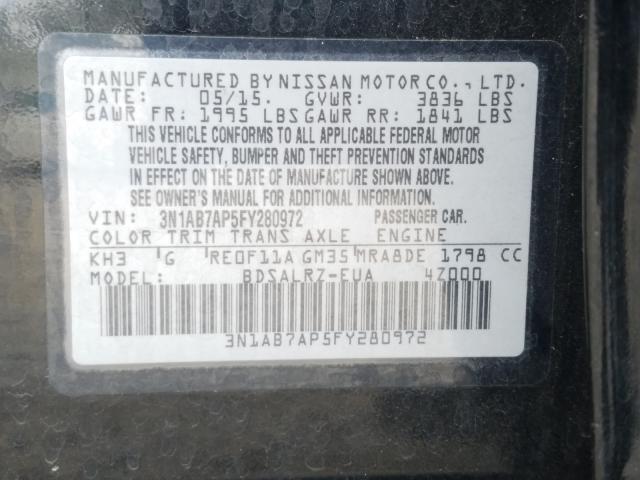 MANUFACTURED BY NISSAN MOTOR CO., LTD.
DATE: 05/15. GVWR: 3836 LBS
GAWR FR: 1995 LBS GAWR RR: 1841 LBS
THIS VEHICLE CONFORMS TO ALL APPLICABLE FEDERAL MOTOR
VEHICLE SAFETY, BUMPER AND THEFT PREVENTION STANDARDS
IN EFFECT ON THE DATE OF MANUFACTURE SHOWN ABOVE.
SEE OWNER'S MANUAL FOR ADDITIONAL INFORMATION.
VIN: 3N1AB7AP5FY280972 PASSENGER CAR.
COLOR TRIM TRANS AXLE ENGINE
KH3 G RE0F11A GM35 MRA8DE 1798 CC
MODEL: BDSALRZ-EUA 4Z000
3N1AB7AP5FY280972